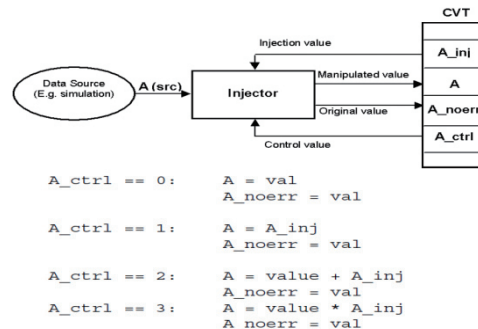 CVT
Injection value
A_inj
Data Source
(E.g. simulation)
A (src)
Injector
Manipulated value
A
Original value
A_noerr
A_ctrl
Control value
A_ctrl == 0: A = val
A_noerr = val
A_ctrl == 1: A = A_inj
A_noerr = val
A_ctrl == 2: A = value + A_inj
A_noerr = val
A_ctrl == 3: A = value * A_inj
A_noerr = val